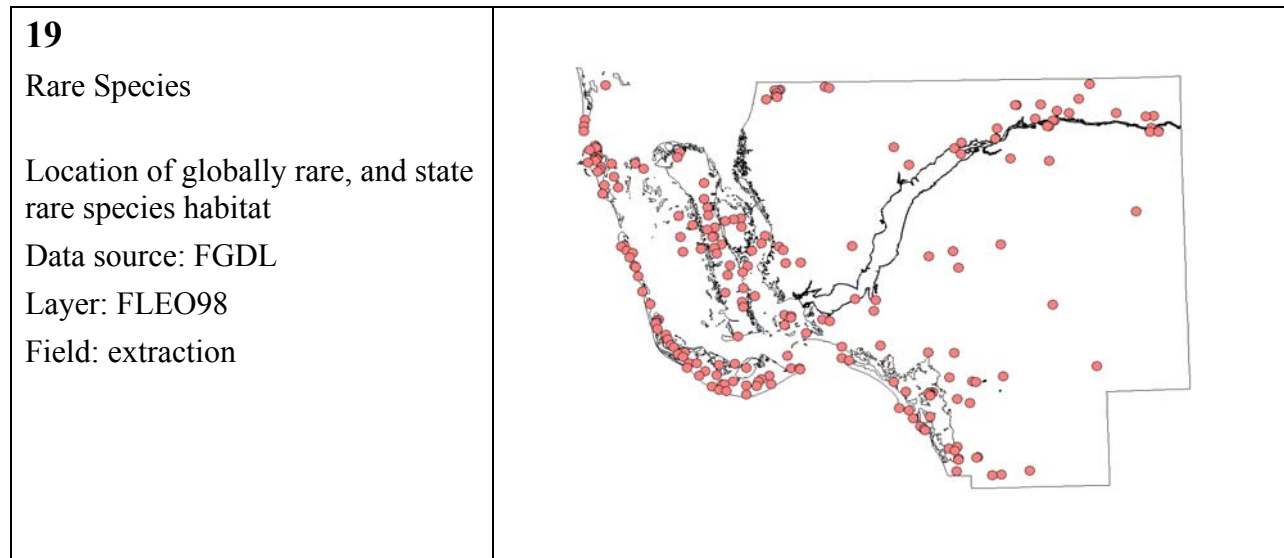 19
Rare Species
Location of globally rare, and state
rare species habitat
Data source: FGDL
Layer: FLEO98
Field: extraction